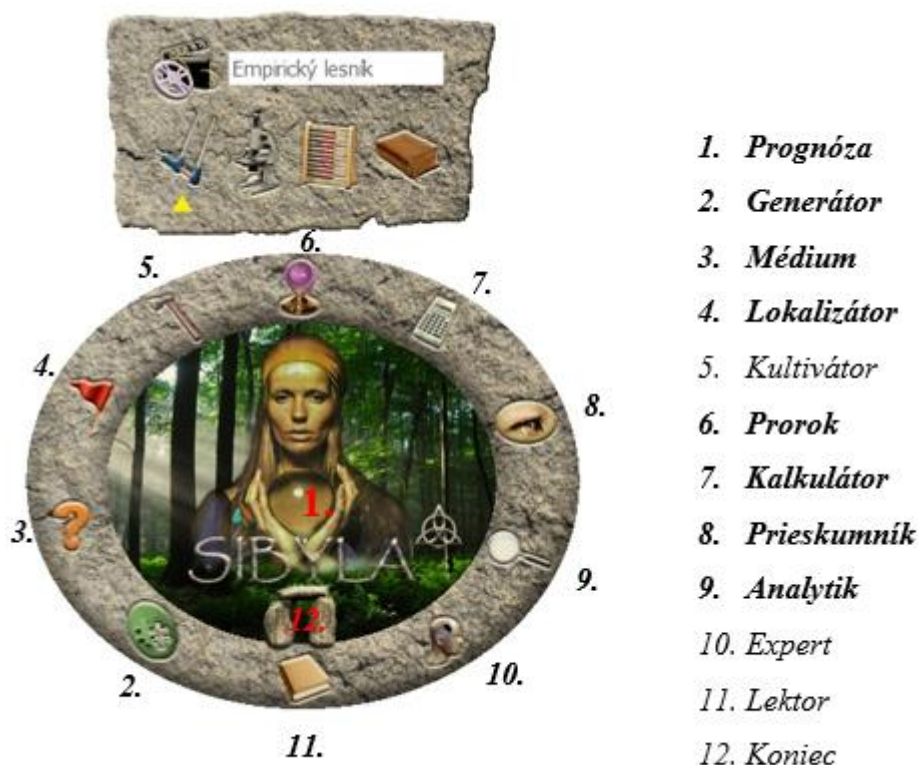 Empirický lesník
6.
5.
7.
4.
8.
1.
SIBYLA
3.
9.
12.
2.
10.
11.
1. Prognóza
2. Generátor
3. Médium
4. Lokalizátor
5. Kultivátor
6. Prorok
7. Kalkulátor
8. Prieskumník
9. Analytik
10. Expert
11. Lektor
12. Koniec